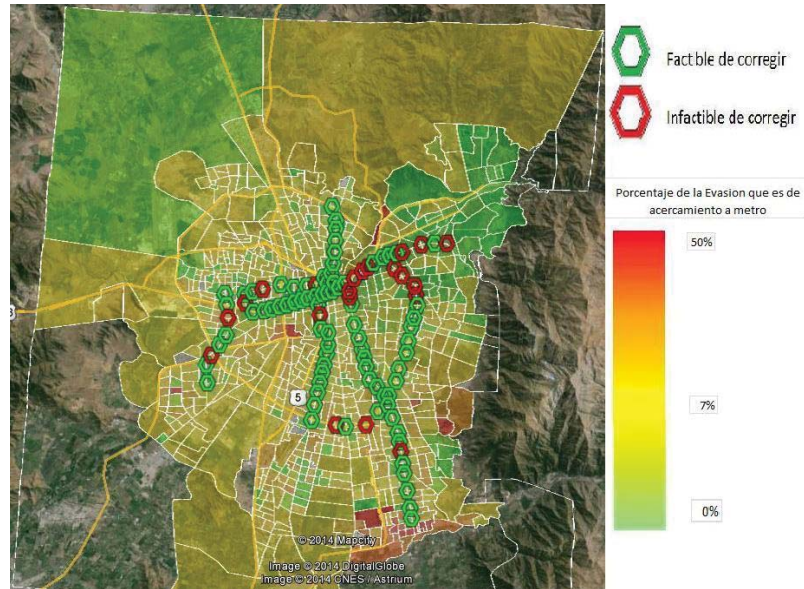 Factible de corregir
Infactible de corregir
Porcentaje de la Evasion que es de
acercamiento a metro
50%
7%
0%
5
© 2014 Mapcity
Image © 2014 DigitalGlobe
Image © 2014 CNES / Astrium